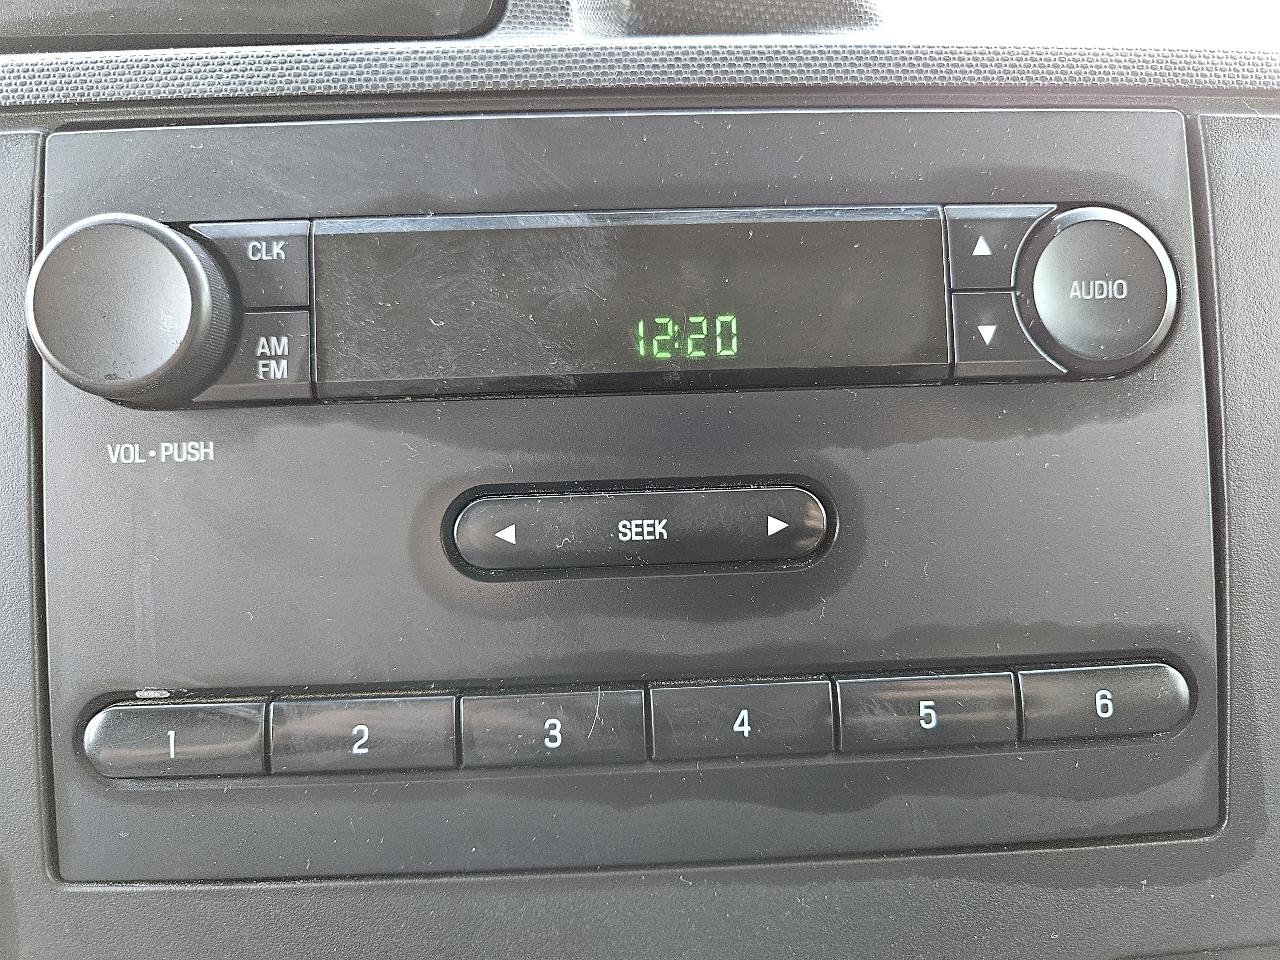 CLK
AM
FM
12:20
▲
▼
AUDIO
VOL • PUSH
◀ SEEK ▶
1 2 3 4 5 6